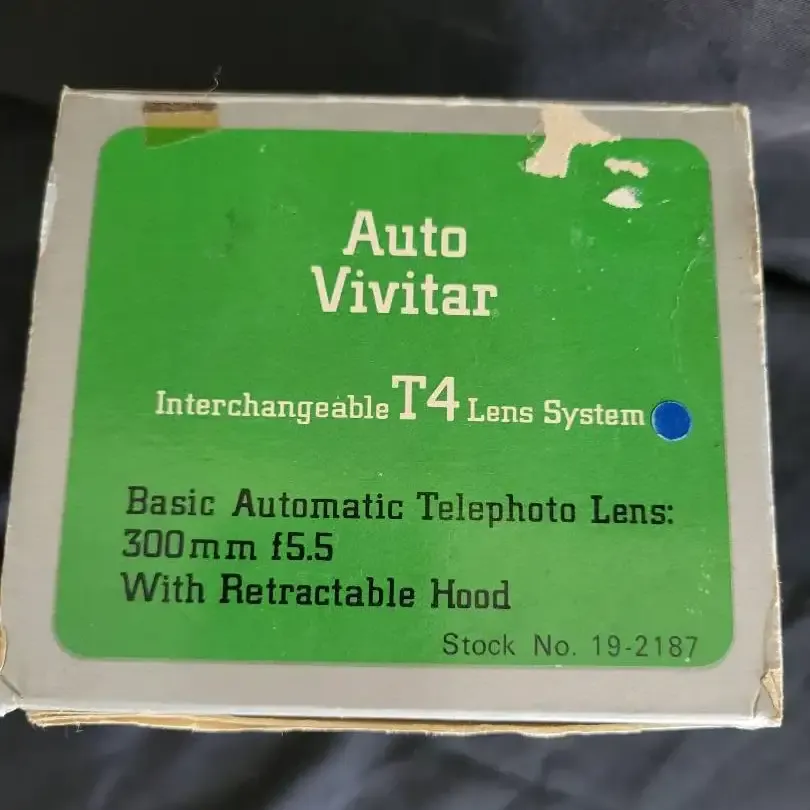 Auto
Vivitar
Interchangeable T4 Lens System
Basic Automatic Telephoto Lens:
300mm f5.5
With Retractable Hood
Stock No. 19-2187